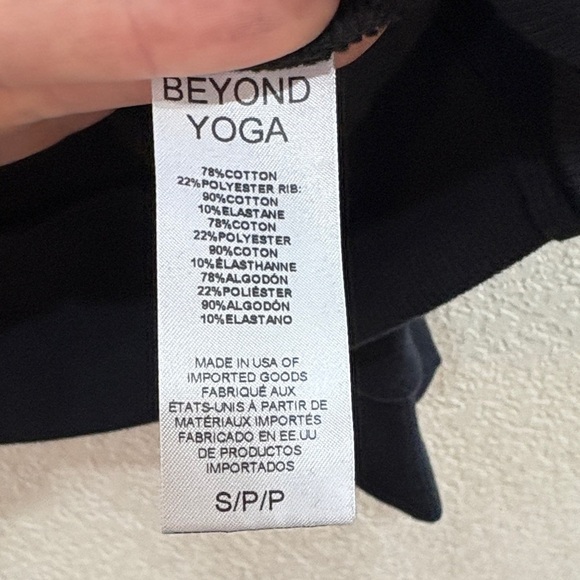 BEYOND
YOGA
78%COTTON
22%POLYESTER RIB:
90%COTTON
10%ELASTANE
78%COTON
22%POLYESTER
90%COTON
10%ÉLASTHANNE
78%ALGODÓN
22%POLIÉSTER
90%ALGODÓN
10%ELASTANO
MADE IN USA OF
IMPORTED GOODS
FABRIQUÉ AUX
ÉTATS-UNIS À PARTIR DE
MATÉRIAUX IMPORTÉS
FABRICADO EN EE.UU
DE PRODUCTOS
IMPORTADOS
S/P/P